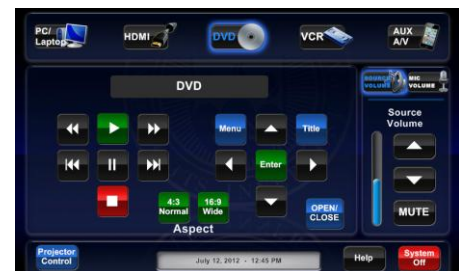 PC/
Laptop
HDMI
DVD
VCR
AUX
A/V
DVD
SOURCE
VOLUME
MIC
VOLUME
Menu
Title
Enter
Source
Volume
4:3
Normal
16:9
Wide
OPEN/
CLOSE
MUTE
Aspect
Projector
Control
July 12, 2012 - 12:45 PM
Help
System
Off